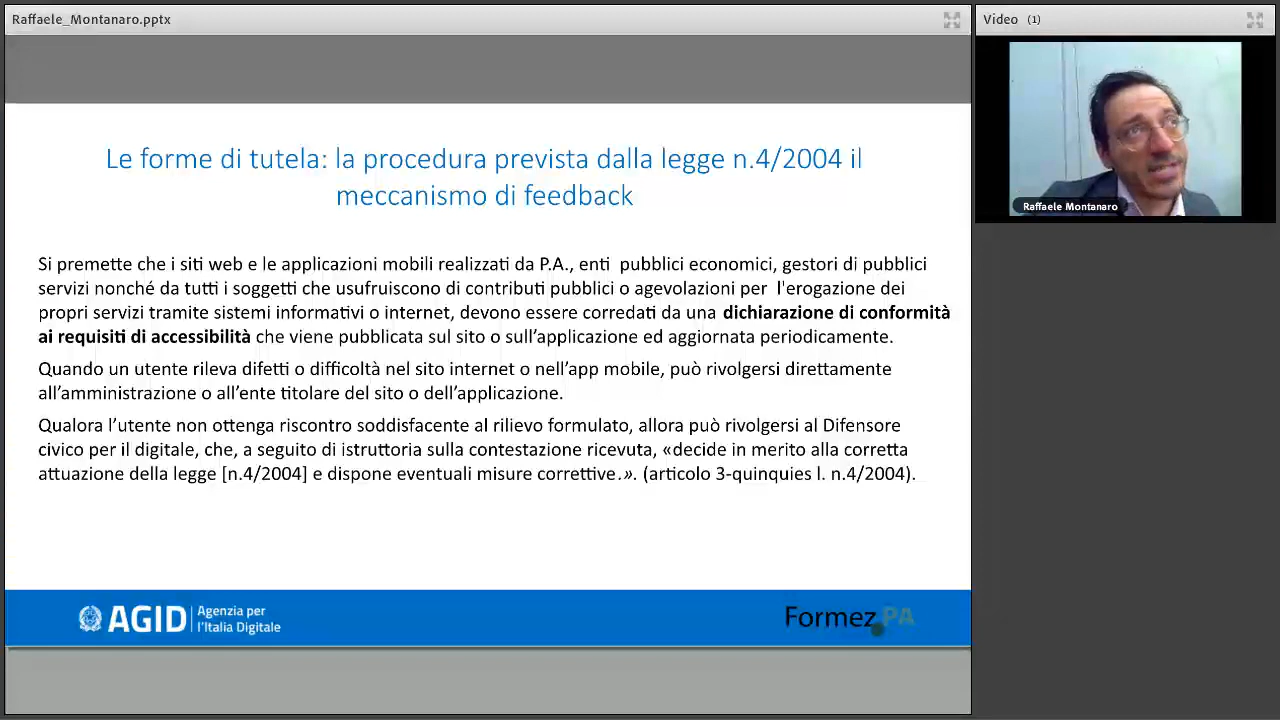 Raffaele_Montanaro.pptx
Video (1)
Raffaele Montanaro
Le forme di tutela: la procedura prevista dalla legge n.4/2004 il
meccanismo di feedback
Si premette che i siti web e le applicazioni mobili realizzati da P.A., enti pubblici economici, gestori di pubblici
servizi nonché da tutti i soggetti che usufruiscono di contributi pubblici o agevolazioni per l'erogazione dei
propri servizi tramite sistemi informativi o internet, devono essere corredati da una dichiarazione di conformità
ai requisiti di accessibilità che viene pubblicata sul sito o sull’applicazione ed aggiornata periodicamente.
Quando un utente rileva difetti o difficoltà nel sito internet o nell’app mobile, può rivolgersi direttamente
all’amministrazione o all’ente titolare del sito o dell’applicazione.
Qualora l’utente non ottenga riscontro soddisfacente al rilievo formulato, allora può rivolgersi al Difensore
civico per il digitale, che, a seguito di istruttoria sulla contestazione ricevuta, «decide in merito alla corretta
attuazione della legge [n.4/2004] e dispone eventuali misure correttive.». (articolo 3-quinquies l. n.4/2004).
AGID
Agenzia per
l’Italia Digitale
Formez PA